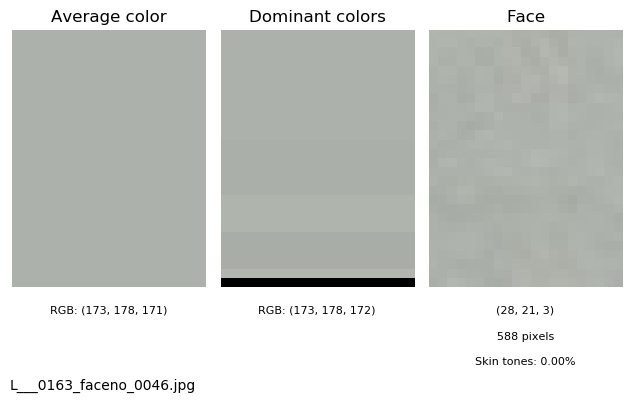 Average color
Dominant colors
Face
RGB: (173, 178, 171)
RGB: (173, 178, 172)
(28, 21, 3)
588 pixels
Skin tones: 0.00%
L___0163_faceno_0046.jpg